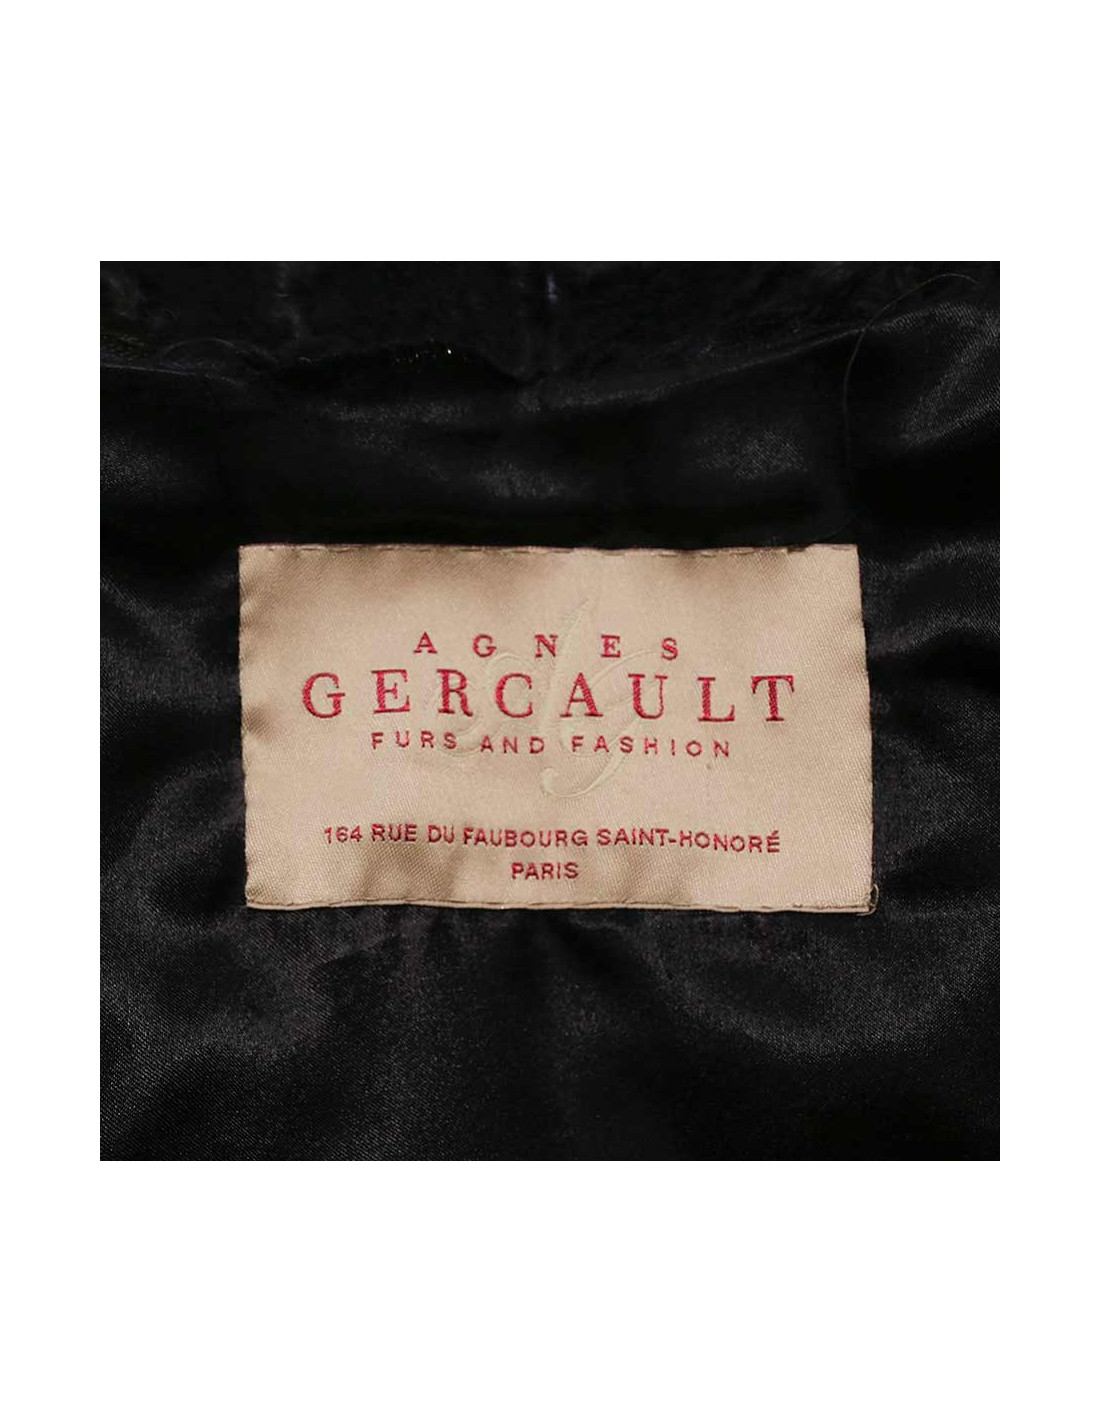 AGNES
GERCAULT
FURS AND FASHION
164 RUE DU FAUBOURG SAINT-HONORÉ
PARIS